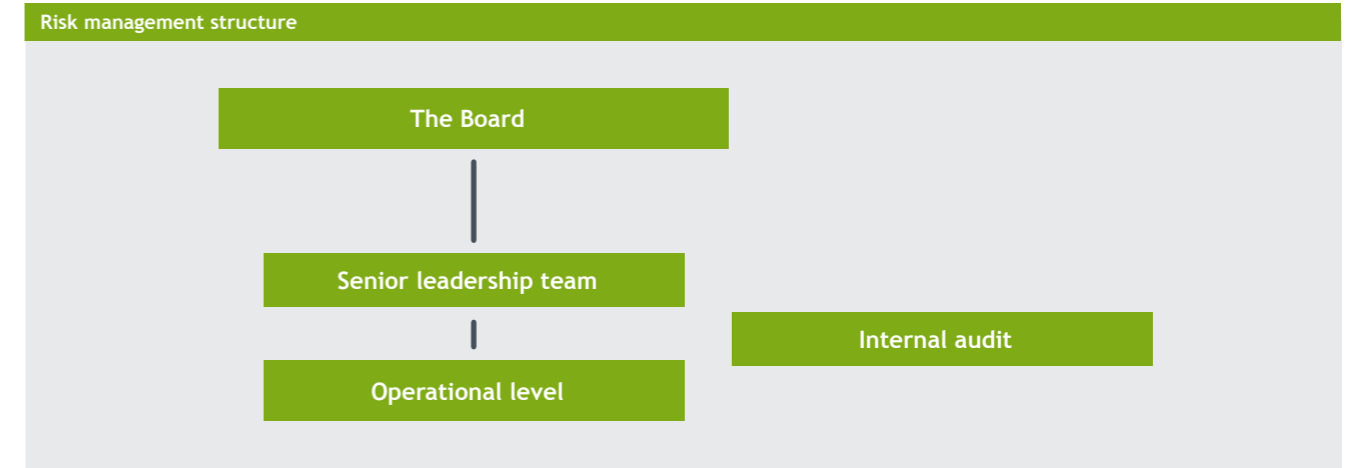 Risk management structure
The Board
Senior leadership team
Internal audit
Operational level